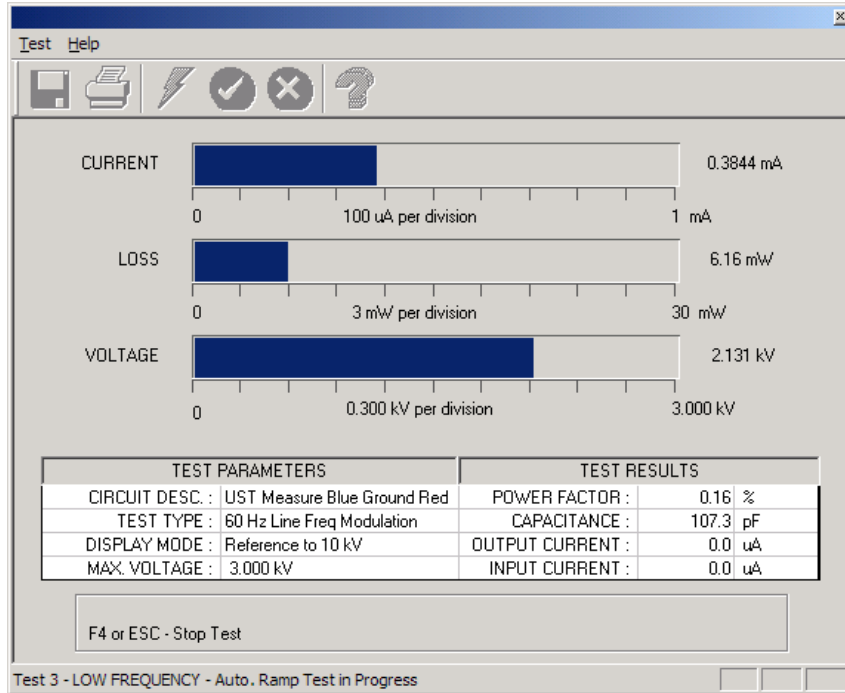 Test Help
CURRENT 0.3844 mA
0 100 uA per division 1 mA
LOSS 6.16 mW
0 3 mW per division 30 mW
VOLTAGE 2.131 kV
0 0.300 kV per division 3.000 kV
TEST PARAMETERS TEST RESULTS
CIRCUIT DESC. : UST Measure Blue Ground Red POWER FACTOR : 0.16 %
TEST TYPE : 60 Hz Line Freq Modulation CAPACITANCE : 107.3 pF
DISPLAY MODE : Reference to 10 kV OUTPUT CURRENT : 0.0 uA
MAX. VOLTAGE : 3.000 kV INPUT CURRENT : 0.0 uA
F4 or ESC - Stop Test
Test 3 - LOW FREQUENCY - Auto. Ramp Test in Progress